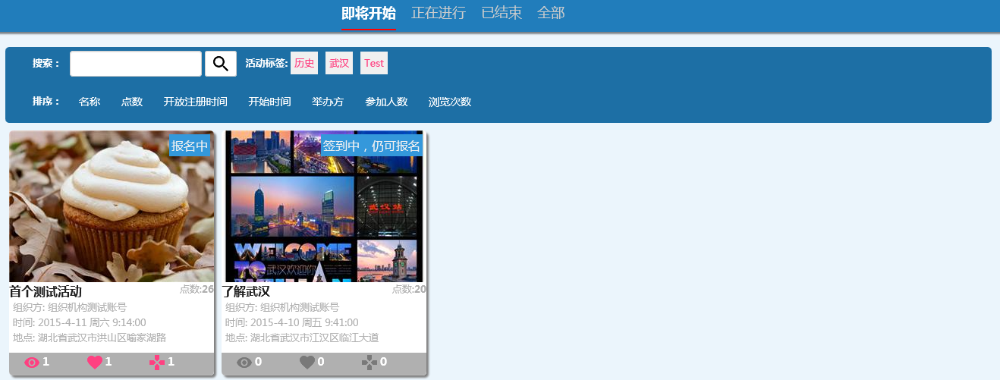 即将开始 正在进行 已结束 全部
搜索： 活动标签: 历史 武汉 Test
排序： 名称 点数 开放注册时间 开始时间 举办方 参加人数 浏览次数
报名中
首个测试活动 点数:26
组织方: 组织机构测试账号
时间: 2015-4-11 周六 9:14:00
地点: 湖北省武汉市洪山区喻家湖路
1 1 1
签到中，仍可报名
武汉站
WELCOME
TO 武汉欢迎你
了解武汉 点数:20
组织方: 组织机构测试账号
时间: 2015-4-10 周五 9:41:00
地点: 湖北省武汉市江汉区临江大道
0 0 0